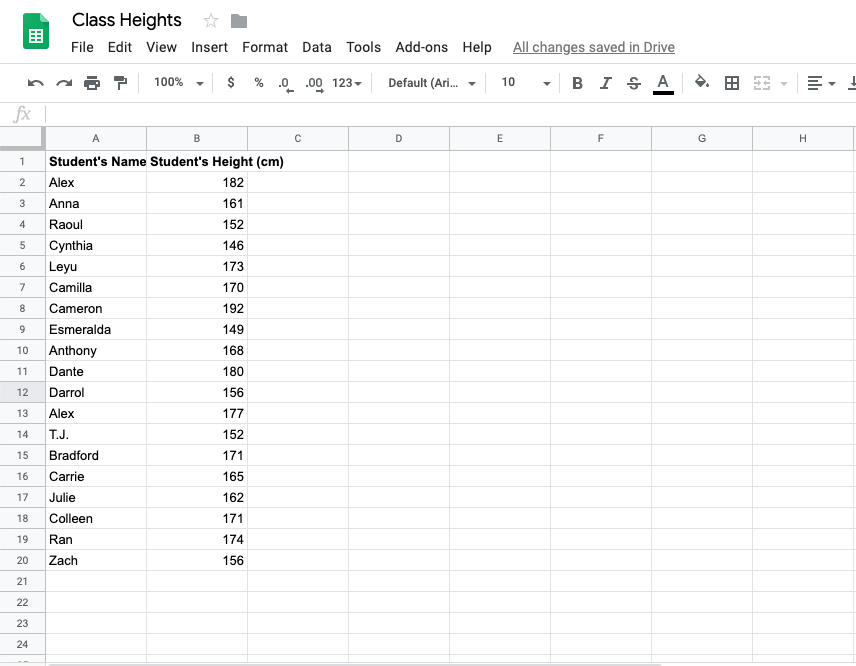 Class Heights
File Edit View Insert Format Data Tools Add-ons Help All changes saved in Drive
100% $ % .0 .00 123 Default (Ari... 10 B I S A
fx
A B C D E F G H
1 Student's Name Student's Height (cm)
2 Alex 182
3 Anna 161
4 Raoul 152
5 Cynthia 146
6 Leyu 173
7 Camilla 170
8 Cameron 192
9 Esmeralda 149
10 Anthony 168
11 Dante 180
12 Darrol 156
13 Alex 177
14 T.J. 152
15 Bradford 171
16 Carrie 165
17 Julie 162
18 Colleen 171
19 Ran 174
20 Zach 156
21
22
23
24